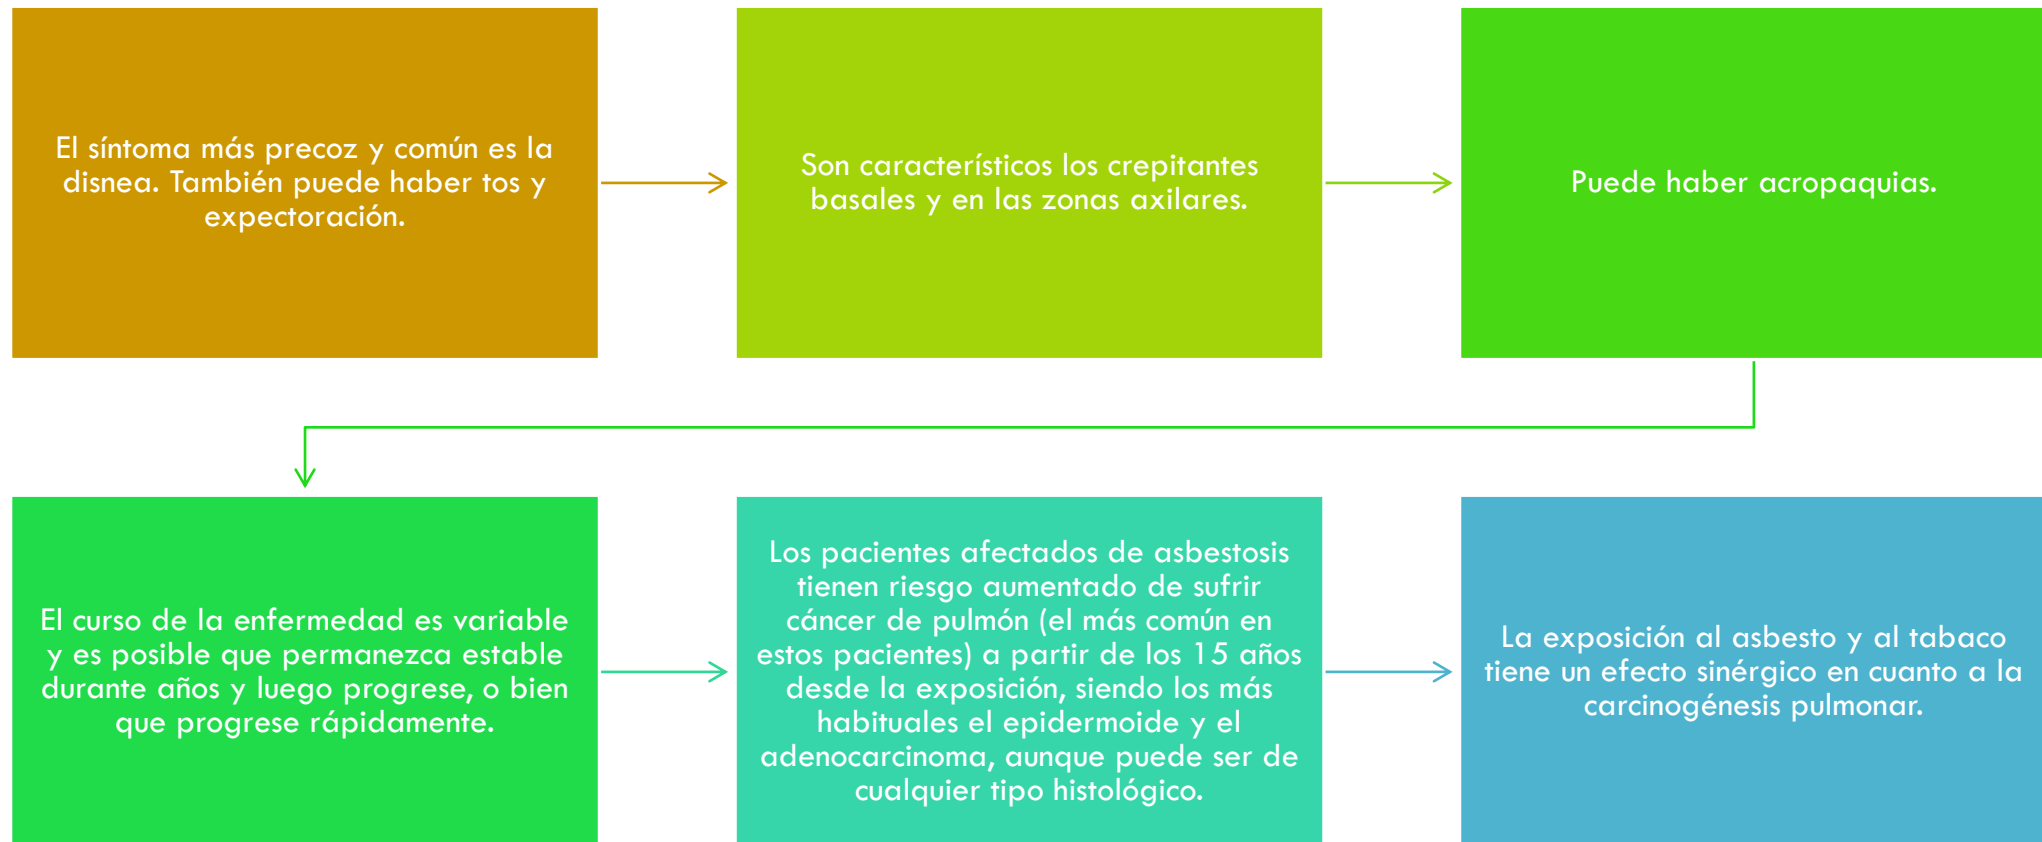 El síntoma más precoz y común es la
disnea. También puede haber tos y
expectoración.
Son característicos los crepitantes
basales y en las zonas axilares.
Puede haber acropaquias.
El curso de la enfermedad es variable
y es posible que permanezca estable
durante años y luego progrese, o bien
que progrese rápidamente.
Los pacientes afectados de asbestosis
tienen riesgo aumentado de sufrir
cáncer de pulmón (el más común en
estos pacientes) a partir de los 15 años
desde la exposición, siendo los más
habituales el epidermoide y el
adenocarcinoma, aunque puede ser de
cualquier tipo histológico.
La exposición al asbesto y al tabaco
tiene un efecto sinérgico en cuanto a la
carcinogénesis pulmonar.